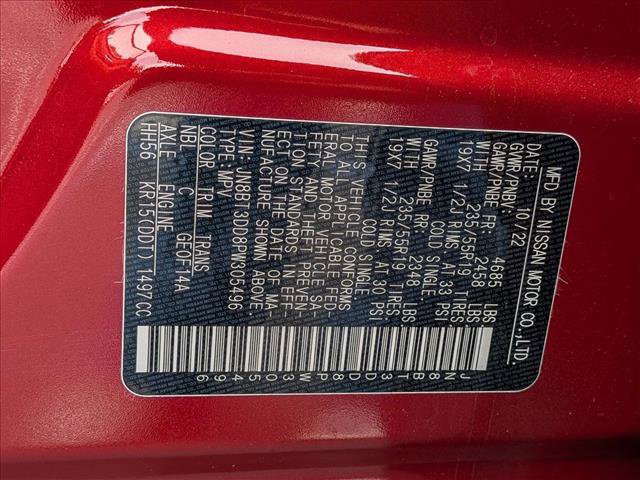 MFD. BY NISSAN MOTOR CO.,LTD.
DATE: 10/22
GVWR/PNBV: 4685 LBS
GAWR/PNBE FR: 2458 LBS
WITH 235/55R19 TIRES
19X7 1/2J RIMS AT 33 PSI
COLD SINGLE
GAWR/PNBE RR: 2348 LBS
WITH 235/55R19 TIRES
19X7 1/2J RIMS AT 30 PSI
COLD SINGLE
THIS VEHICLE CONFORMS
TO ALL APPLICABLE FED-
ERAL MOTOR VEHICLE SA-
FETY AND THEFT PREVEN-
TION STANDARDS IN EFF-
ECT ON THE DATE OF MA-
NUFACTURE SHOWN ABOVE.
JN8BT3DD8PW305496
TYPE:MPV
COLOR TRIM TRANS
NBL C GE0F14A
AXLE ENGINE
HH56 KR15(DDT) 1497CC
JN8BT3DD8PW305496